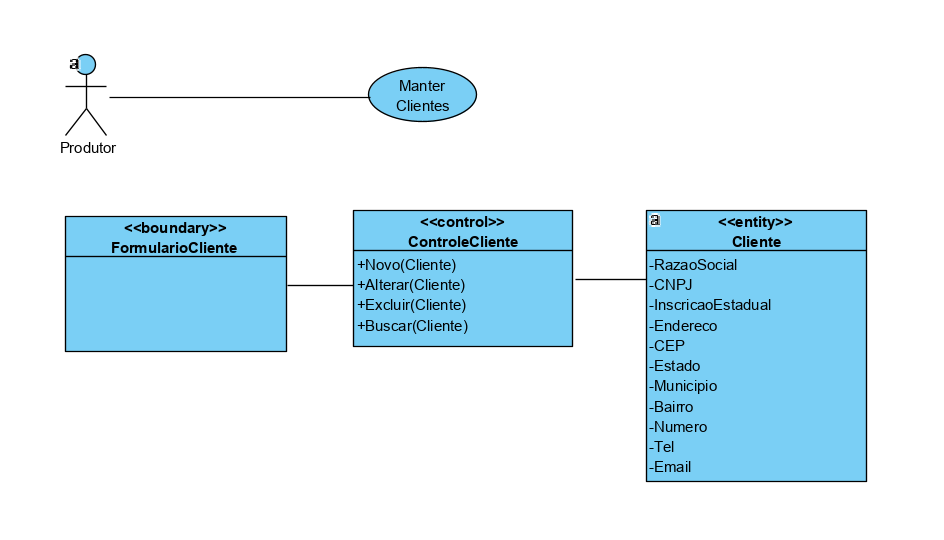 a
Manter
Clientes
Produtor
<<boundary>>
FormularioCliente
<<control>>
ControleCliente
+Novo(Cliente)
+Alterar(Cliente)
+Excluir(Cliente)
+Buscar(Cliente)
a
<<entity>>
Cliente
-RazaoSocial
-CNPJ
-InscricaoEstadual
-Endereco
-CEP
-Estado
-Municipio
-Bairro
-Numero
-Tel
-Email